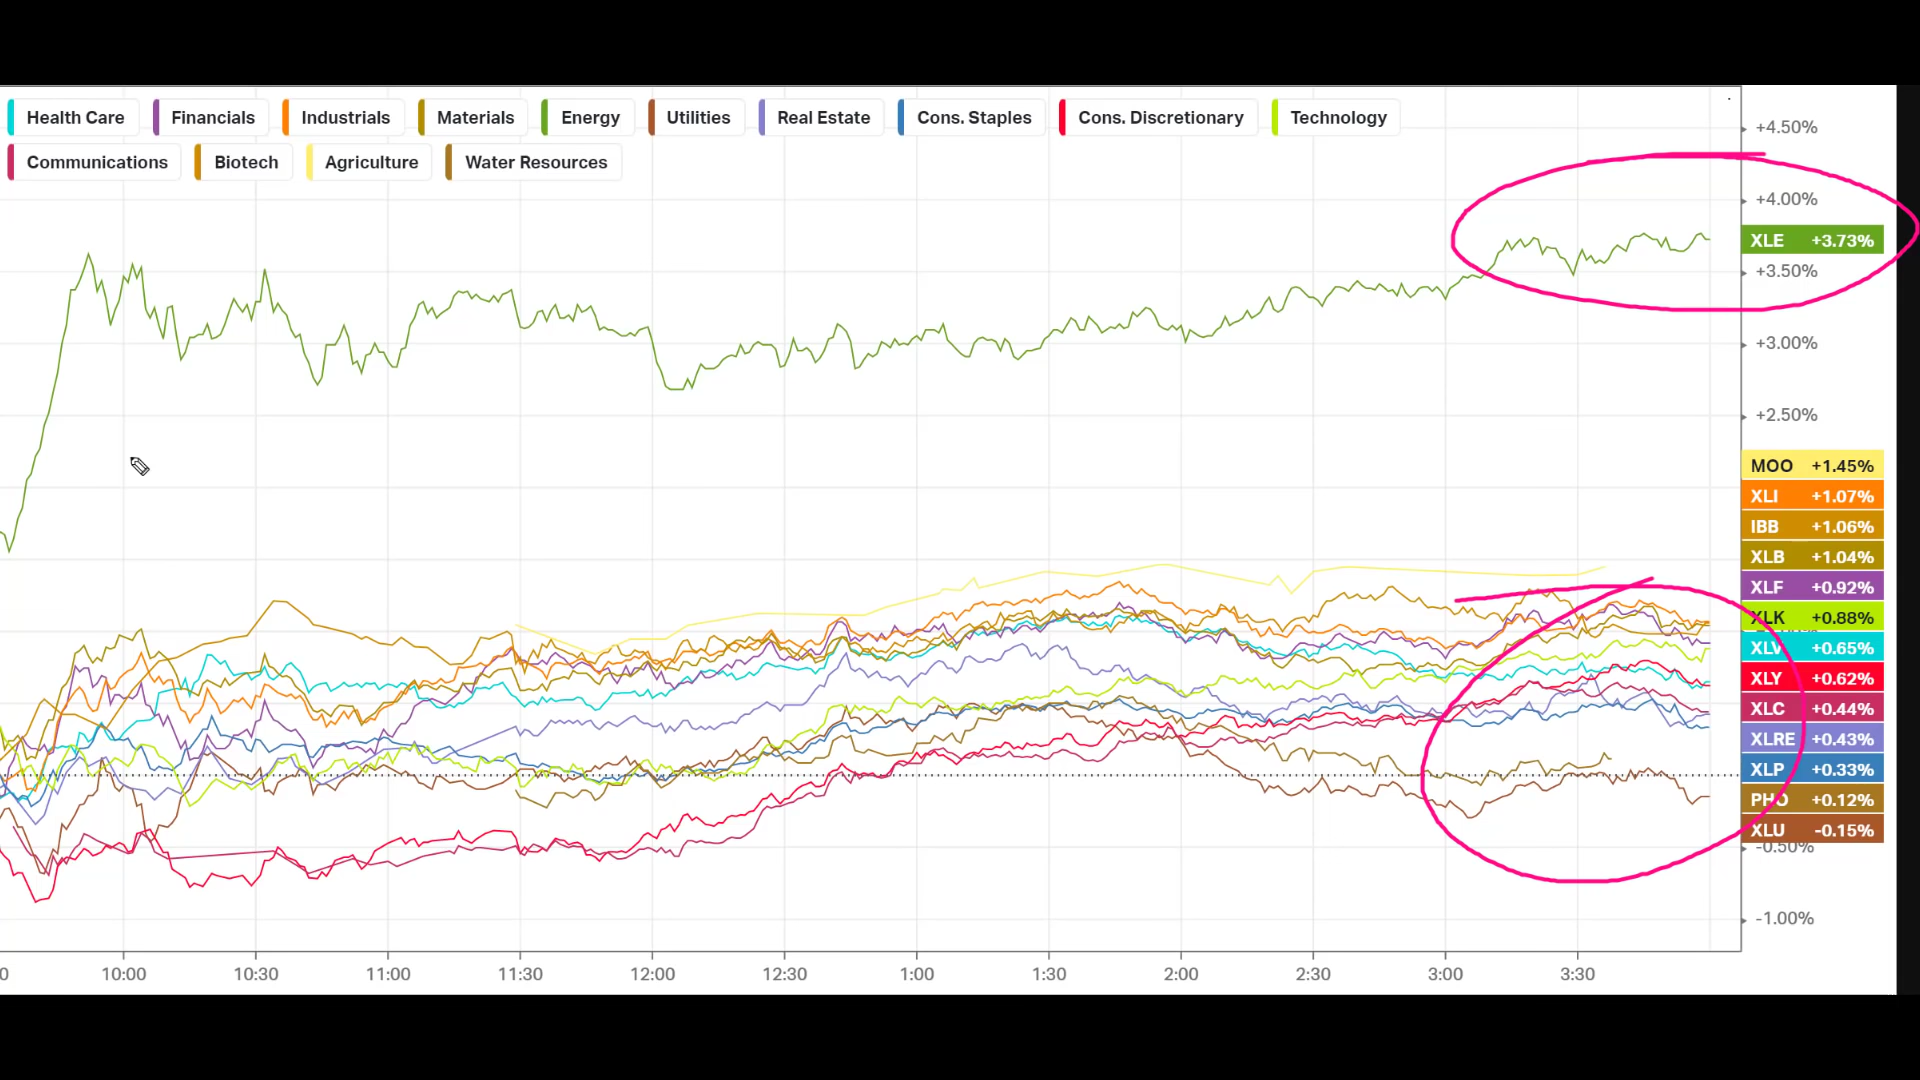 Health Care Financials Industrials Materials Energy Utilities Real Estate Cons. Staples Cons. Discretionary Technology
Communications Biotech Agriculture Water Resources
+4.50%
+4.00%
XLE +3.73%
+3.50%
+3.00%
+2.50%
MOO +1.45%
XLI +1.07%
IBB +1.06%
XLB +1.04%
XLF +0.92%
XLK +0.88%
XLV +0.65%
XLY +0.62%
XLC +0.44%
XLRE +0.43%
XLP +0.33%
PHO +0.12%
XLU -0.15%
-0.50%
-1.00%
0 10:00 10:30 11:00 11:30 12:00 12:30 1:00 1:30 2:00 2:30 3:00 3:30